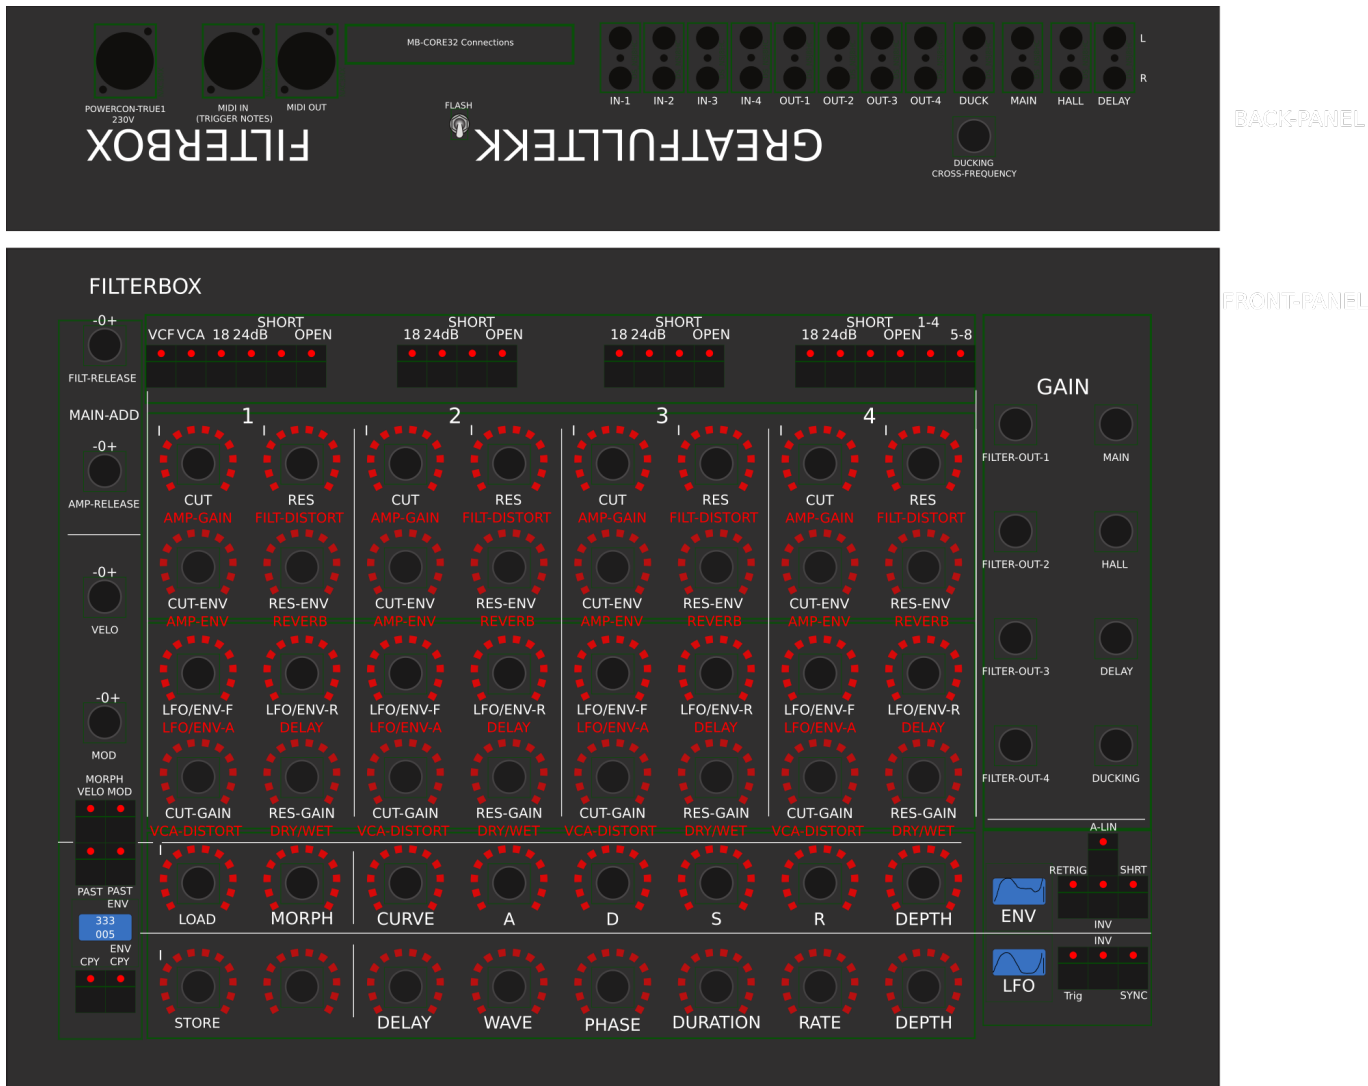 MB-CORE32 Connections
L
R
POWERCON-TRUE1
230V
MIDI IN
(TRIGGER NOTES)
MIDI OUT
FLASH
IN-1 IN-2 IN-3 IN-4 OUT-1 OUT-2 OUT-3 OUT-4 DUCK MAIN HALL DELAY
BACK-PANEL
FILTERBOX
GREATFULLTEKK
DUCKING
CROSS-FREQUENCY
FILTERBOX
FRONT-PANEL
-0+
FILT-RELEASE
MAIN-ADD
-0+
AMP-RELEASE
-0+
VELO
-0+
MOD
MORPH
VELO MOD
PAST PAST
ENV
333
005
ENV
CPY CPY
SHORT SHORT SHORT SHORT 1-4
VCF VCA 18 24dB OPEN 18 24dB OPEN 18 24dB OPEN 18 24dB OPEN 5-8
1 2 3 4
CUT RES CUT RES CUT RES CUT RES
AMP-GAIN FILT-DISTORT AMP-GAIN FILT-DISTORT AMP-GAIN FILT-DISTORT AMP-GAIN FILT-DISTORT
CUT-ENV RES-ENV CUT-ENV RES-ENV CUT-ENV RES-ENV CUT-ENV RES-ENV
AMP-ENV REVERB AMP-ENV REVERB AMP-ENV REVERB AMP-ENV REVERB
LFO/ENV-F LFO/ENV-R LFO/ENV-F LFO/ENV-R LFO/ENV-F LFO/ENV-R LFO/ENV-F LFO/ENV-R
LFO/ENV-A DELAY LFO/ENV-A DELAY LFO/ENV-A DELAY LFO/ENV-A DELAY
CUT-GAIN RES-GAIN CUT-GAIN RES-GAIN CUT-GAIN RES-GAIN CUT-GAIN RES-GAIN
VCA-DISTORT DRY/WET VCA-DISTORT DRY/WET VCA-DISTORT DRY/WET VCA-DISTORT DRY/WET
LOAD MORPH CURVE A D S R DEPTH
STORE DELAY WAVE PHASE DURATION RATE DEPTH
GAIN
FILTER-OUT-1 MAIN
FILTER-OUT-2 HALL
FILTER-OUT-3 DELAY
FILTER-OUT-4 DUCKING
A-LIN
RETRIG SHRT
ENV
INV
INV
LFO
Trig SYNC